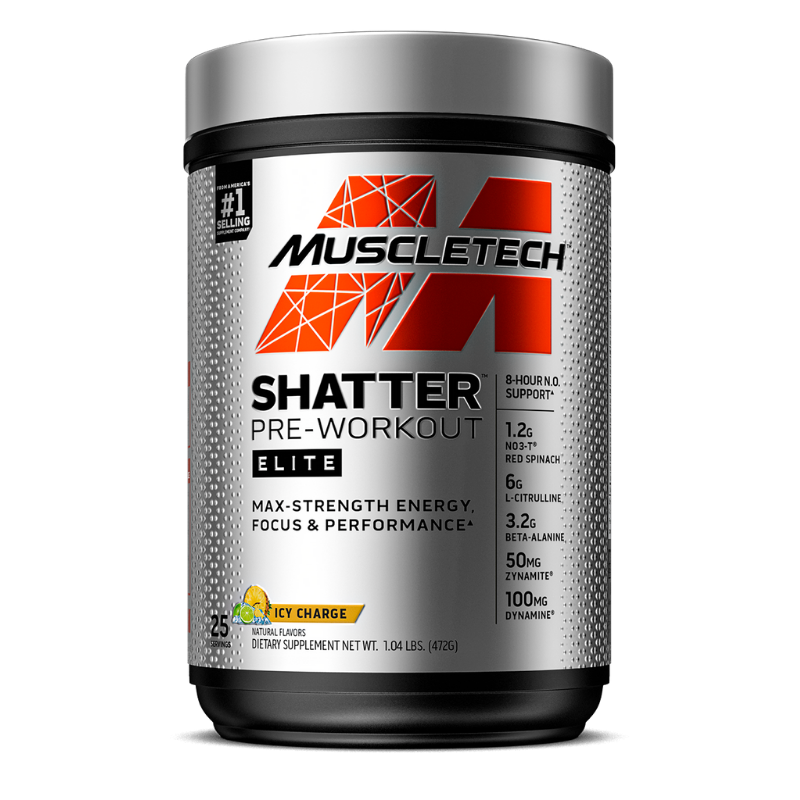 FROM AMERICA'S
#1
SELLING
SUPPLEMENT COMPANY
MUSCLETECH™
SHATTER™
PRE-WORKOUT
ELITE
MAX-STRENGTH ENERGY,
FOCUS & PERFORMANCE▲
8-HOUR N.O.
SUPPORT▲
1.2G
NO3-T®
RED SPINACH
6G
L-CITRULLINE
3.2G
BETA-ALANINE
50MG
ZYNAMITE®
100MG
DYNAMINE®
ICY CHARGE
25
SERVINGS
NATURAL FLAVORS
DIETARY SUPPLEMENT NET WT. 1.04 LBS. (472G)